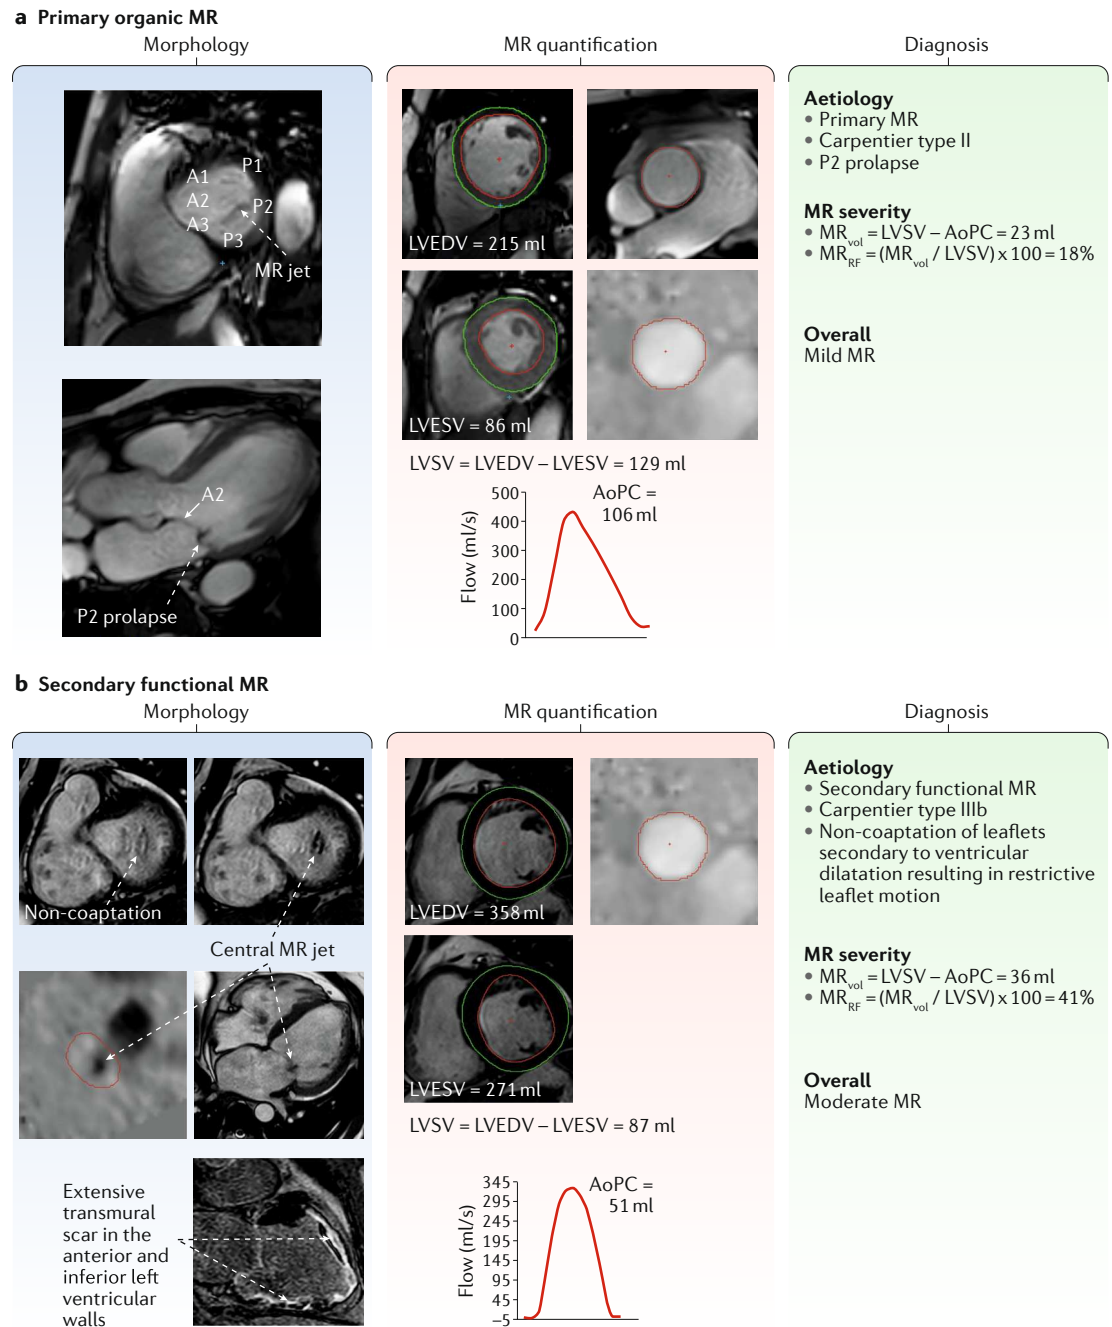 a Primary organic MR
Morphology
MR quantification
Diagnosis
A1
A2
A3
P1
P2
P3
MR jet
A2
P2 prolapse
LVEDV = 215 ml
LVESV = 86 ml
LVSV = LVEDV – LVESV = 129 ml
AoPC =
106 ml
Flow (ml/s)
500
400
300
200
100
0
Aetiology
• Primary MR
• Carpentier type II
• P2 prolapse
MR severity
• MRvol = LVSV – AoPC = 23 ml
• MRRF = (MRvol / LVSV) x 100 = 18%
Overall
Mild MR
b Secondary functional MR
Morphology
MR quantification
Diagnosis
Non-coaptation
Central MR jet
Extensive
transmural
scar in the
anterior and
inferior left
ventricular
walls
LVEDV = 358 ml
LVESV = 271 ml
LVSV = LVEDV – LVESV = 87 ml
AoPC =
51 ml
Flow (ml/s)
345
295
245
195
145
95
45
–5
Aetiology
• Secondary functional MR
• Carpentier type IIIb
• Non-coaptation of leaflets
secondary to ventricular
dilatation resulting in restrictive
leaflet motion
MR severity
• MRvol = LVSV – AoPC = 36 ml
• MRRF = (MRvol / LVSV) x 100 = 41%
Overall
Moderate MR